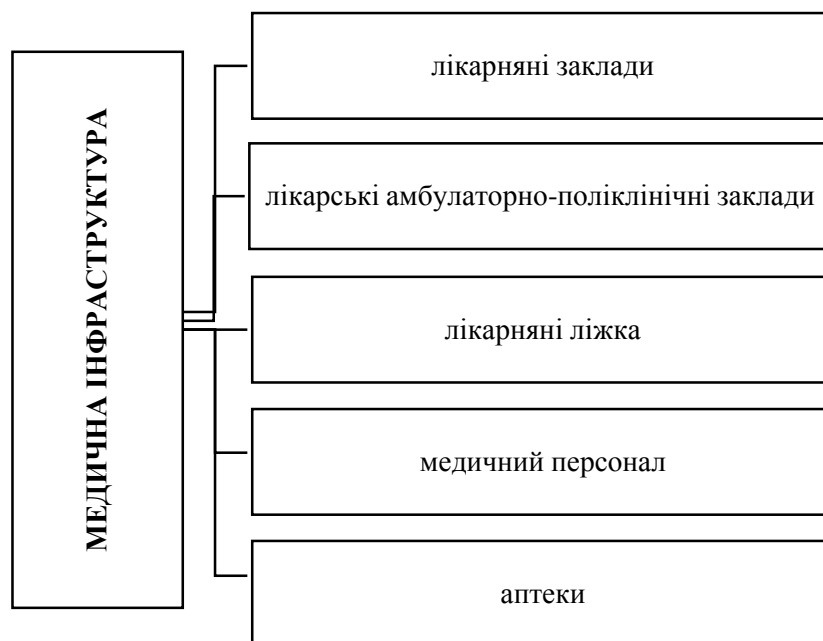 МЕДИЧНА ІНФРАСТРУКТУРА
лікарняні заклади
лікарські амбулаторно-поліклінічні заклади
лікарняні ліжка
медичний персонал
аптеки